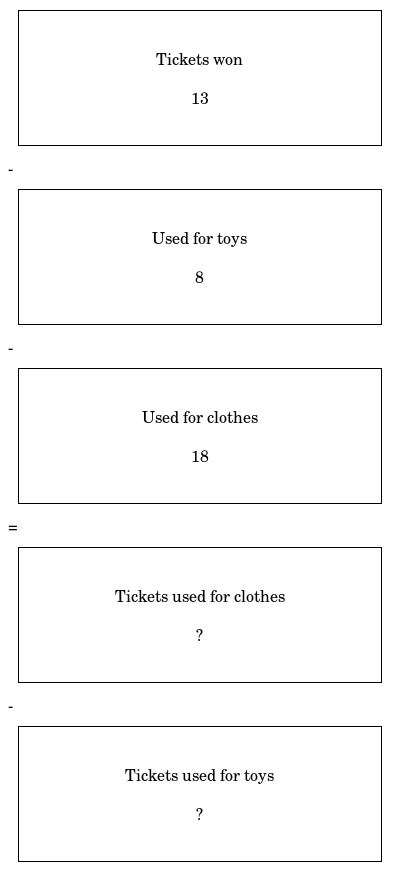 Tickets won
13
-
Used for toys
8
-
Used for clothes
18
=
Tickets used for clothes
?
-
Tickets used for toys
?